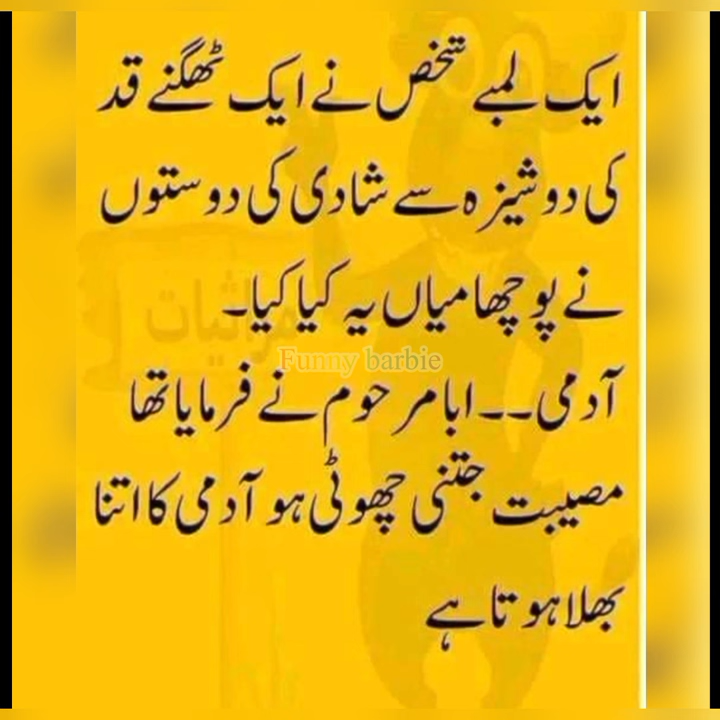 ایک لمبے شخص نے ایک ٹھگنے قد
کی دوشیزہ سے شادی کی دوستوں
نے پوچھا میاں یہ کیا کیا۔
Funny barbie
آدمی۔۔ ابا مرحوم نے فرمایا تھا
مصیبت جتنی چھوٹی ہو آدمی کا اتنا
بھلا ہوتا ہے